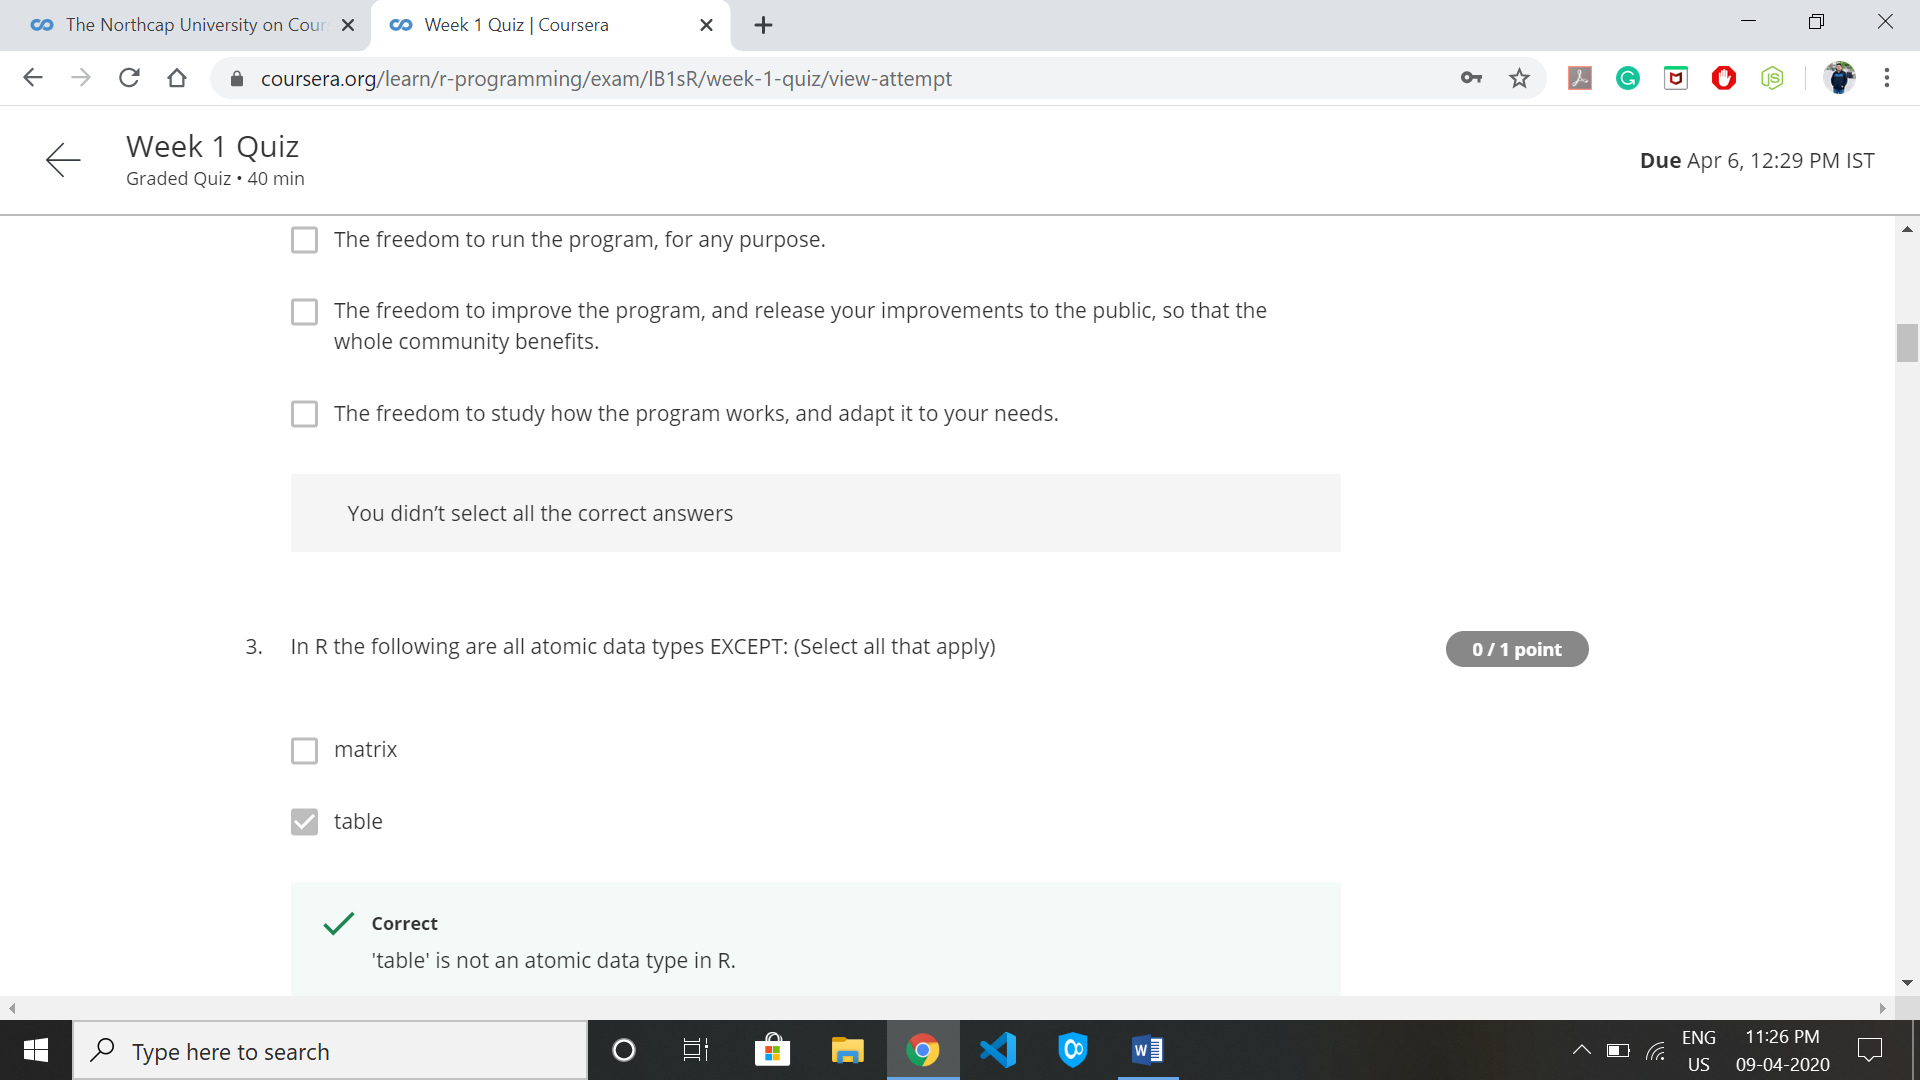 The Northcap University on Cour
Week 1 Quiz | Coursera
coursera.org/learn/r-programming/exam/lB1sR/week-1-quiz/view-attempt
Week 1 Quiz
Graded Quiz • 40 min
Due Apr 6, 12:29 PM IST
The freedom to run the program, for any purpose.
The freedom to improve the program, and release your improvements to the public, so that the
whole community benefits.
The freedom to study how the program works, and adapt it to your needs.
You didn’t select all the correct answers
3. In R the following are all atomic data types EXCEPT: (Select all that apply)
0 / 1 point
matrix
table
Correct
'table' is not an atomic data type in R.
Type here to search
ENG
US
11:26 PM
09-04-2020